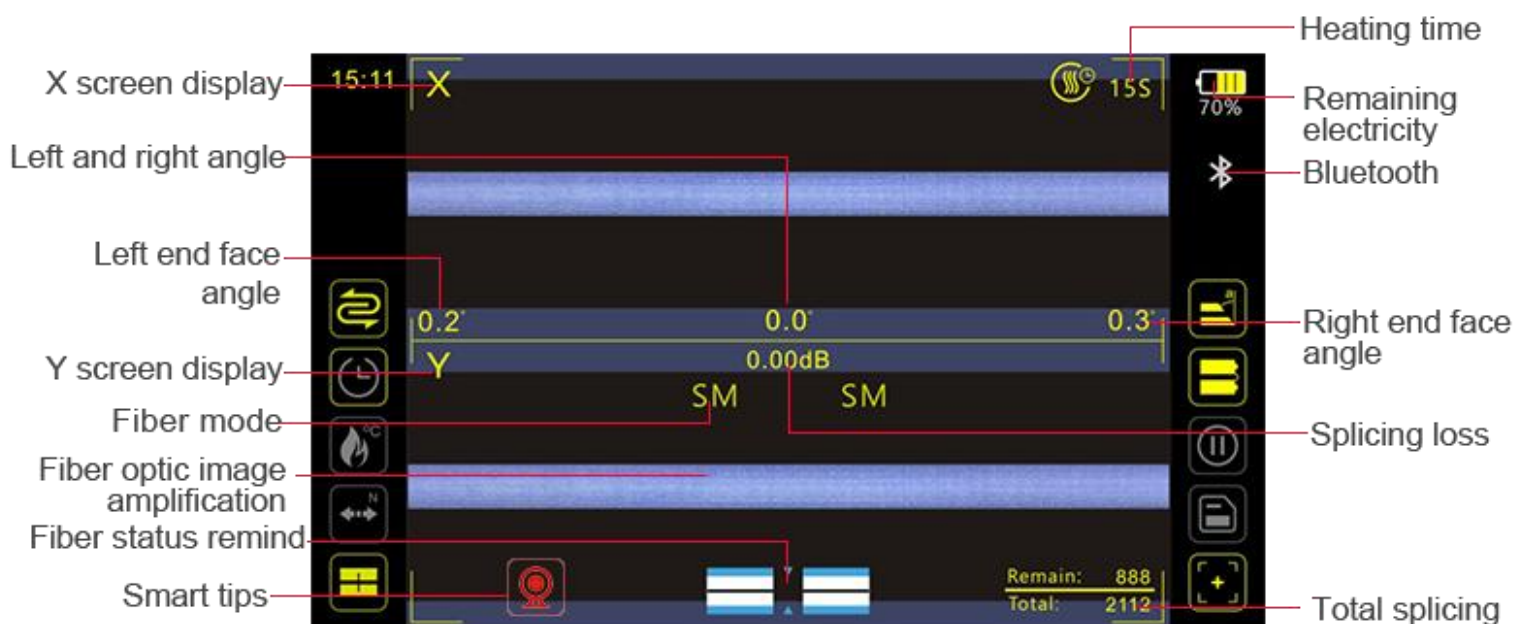 Heating time
X screen display
15:11
X
15S
70%
Remaining
electricity
Left and right angle
Bluetooth
Left end face
angle
0.2°
0.0°
0.3°
a
Right end face
angle
Y screen display
Y
0.00dB
SM
SM
Fiber mode
°C
Splicing loss
Fiber optic image
amplification
N
Fiber status remind
Smart tips
Remain: 888
Total: 2112
Total splicing